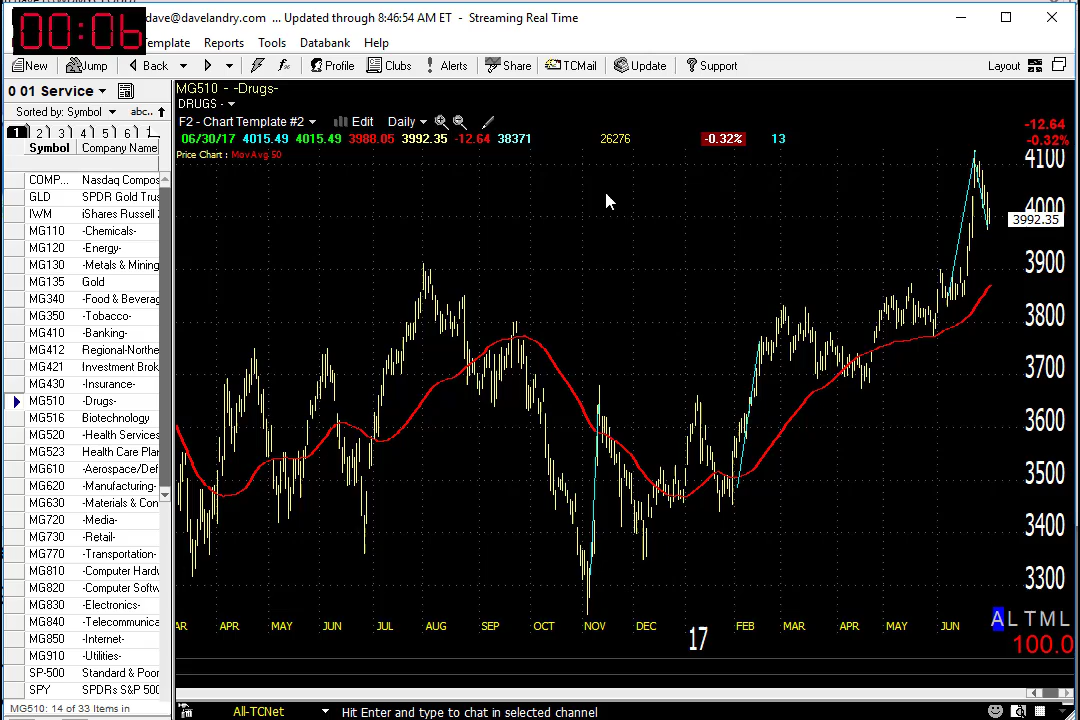 00:06
dave@davelandry.com ... Updated through 8:46:54 AM ET - Streaming Real Time
Template Reports Tools Databank Help
New Jump Back Profile Clubs Alerts Share TCMail Update Support Layout
0 01 Service
Sorted by: Symbol abc..
1 2 3 4 5 6 1
Symbol Company Name
MG510 - -Drugs-
DRUGS -
F2 - Chart Template #2 Edit Daily
06/30/17 4015.49 4015.49 3988.05 3992.35 -12.64 38371 26276 -0.32% 13
Price Chart : MovAvg 50
-12.64
-0.32%
4100
4000
3992.35
3900
3800
3700
3600
3500
3400
3300
COMP... Nasdaq Compos
GLD SPDR Gold Trus
IWM iShares Russell 2
MG110 -Chemicals-
MG120 -Energy-
MG130 -Metals & Mining
MG135 Gold
MG340 -Food & Beverag
MG350 -Tobacco-
MG410 -Banking-
MG412 Regional-Northe
MG421 Investment Brok
MG430 -Insurance-
MG510 -Drugs-
MG516 Biotechnology
MG520 -Health Services
MG523 Health Care Plan
MG610 -Aerospace/Def
MG620 -Manufacturing-
MG630 -Materials & Con
MG720 -Media-
MG730 -Retail-
MG770 -Transportation-
MG810 -Computer Hardw
MG820 -Computer Softw
MG830 -Electronics-
MG840 -Telecommunica
MG850 -Internet-
MG910 -Utilities-
SP-500 Standard & Poor
SPY SPDRs S&P 500
AR APR MAY JUN JUL AUG SEP OCT NOV DEC 17 FEB MAR APR MAY JUN
A L T M L
100.0
MG510: 14 of 33 Items in
All-TCNet Hit Enter and type to chat in selected channel